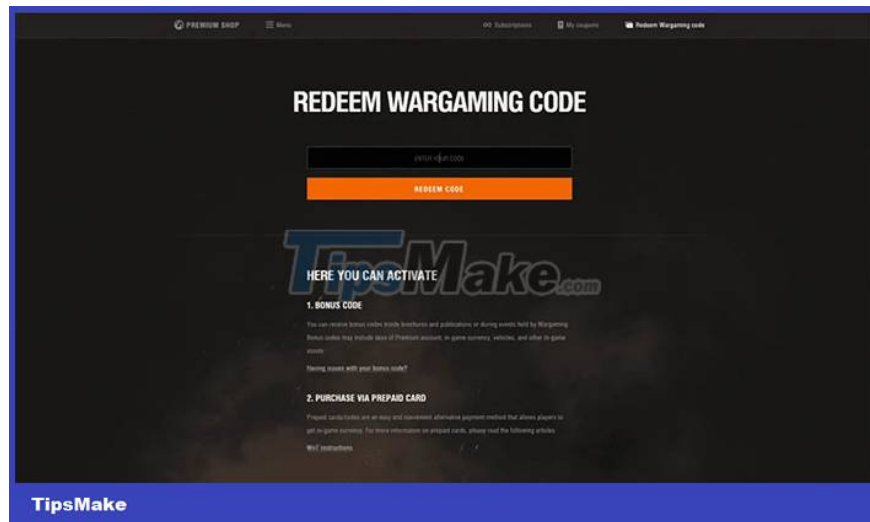 PREMIUM SHOP
Menu
Subscriptions
My coupons
Redeem Wargaming code
REDEEM WARGAMING CODE
ENTER YOUR CODE
REDEEM CODE
TipsMake.com
HERE YOU CAN ACTIVATE
1. BONUS CODE
You can receive bonus codes inside brochures and publications or during events held by Wargaming
Bonus codes may include days of Premium account, in-game currency, vehicles, and other in-game
assets
Having issues with your bonus code?
2. PURCHASE VIA PREPAID CARD
Prepaid cards/codes are an easy and convenient alternative payment method that allows players to
get in-game currency. For more information on prepaid cards, please read the following articles
WoT instructions
TipsMake